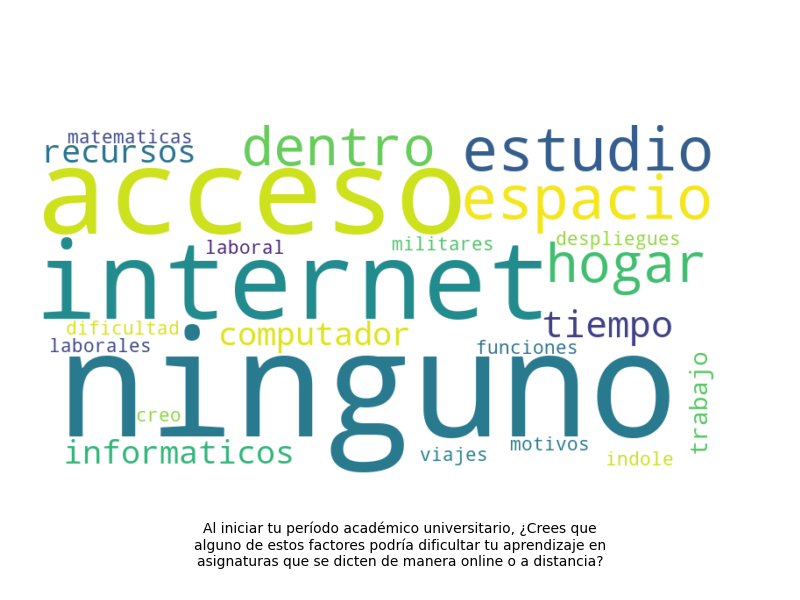 matematicas
recursos
dentro
estudio
acceso
espacio
laboral
militares
despliegues
internet
hogar
dificultad
computador
tiempo
laborales
funciones
ninguno
trabajo
creo
informaticos
viajes
motivos
indole
Al iniciar tu período académico universitario, ¿Crees que
alguno de estos factores podría dificultar tu aprendizaje en
asignaturas que se dicten de manera online o a distancia?